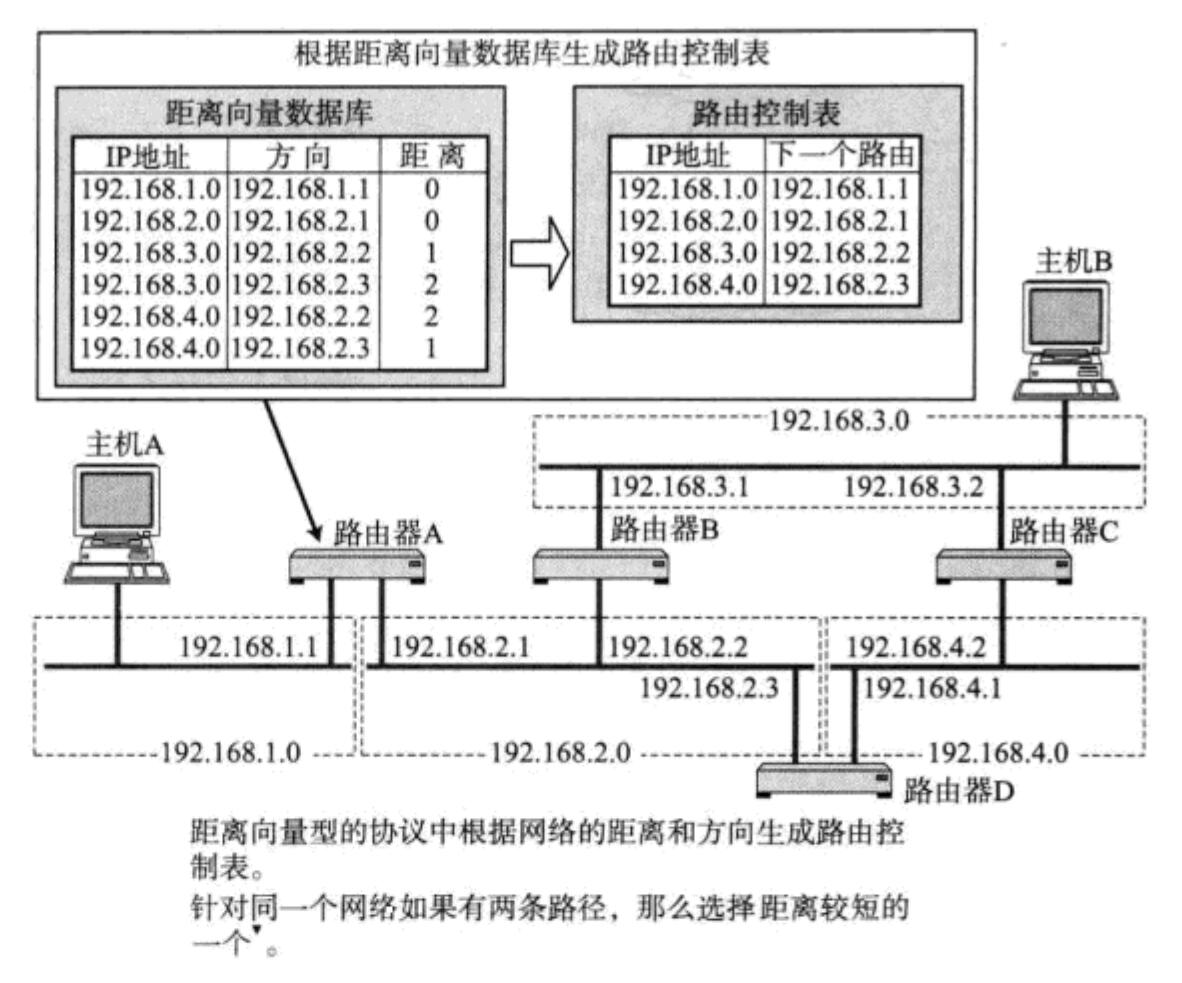 根据距离向量数据库生成路由控制表
距离向量数据库
IP地址 方向 距离
192.168.1.0 192.168.1.1 0
192.168.2.0 192.168.2.1 0
192.168.3.0 192.168.2.2 1
192.168.3.0 192.168.2.3 2
192.168.4.0 192.168.2.2 2
192.168.4.0 192.168.2.3 1
路由控制表
IP地址 下一个路由
192.168.1.0 192.168.1.1
192.168.2.0 192.168.2.1
192.168.3.0 192.168.2.2
192.168.4.0 192.168.2.3
主机B
192.168.3.0
主机A
192.168.3.1 192.168.3.2
路由器A
路由器B
路由器C
192.168.1.1
192.168.2.1
192.168.2.2
192.168.4.2
192.168.2.3
192.168.4.1
192.168.1.0
192.168.2.0
192.168.4.0
路由器D
距离向量型的协议中根据网络的距离和方向生成路由控
制表。
针对同一个网络如果有两条路径，那么选择距离较短的
一个▼。